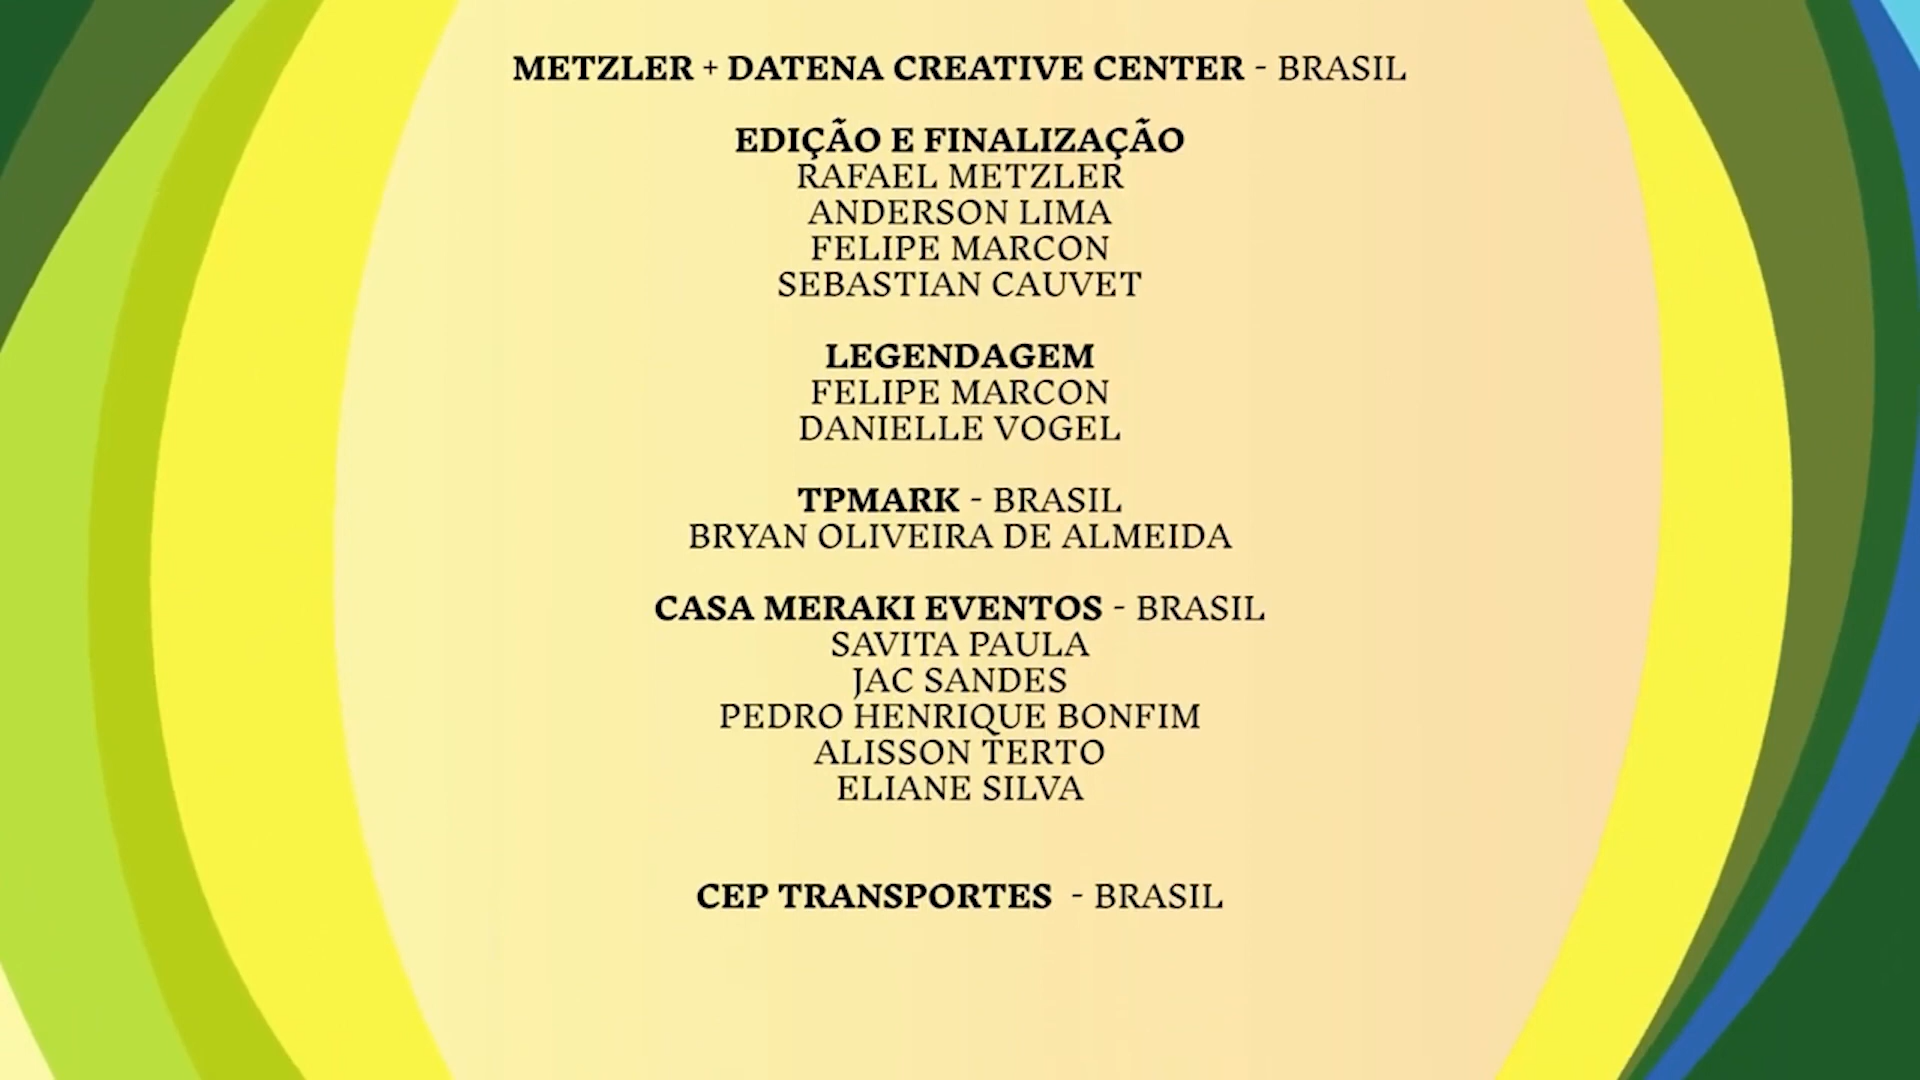 METZLER + DATENA CREATIVE CENTER - BRASIL
EDIÇÃO E FINALIZAÇÃO
RAFAEL METZLER
ANDERSON LIMA
FELIPE MARCON
SEBASTIAN CAUVET
LEGENDAGEM
FELIPE MARCON
DANIELLE VOGEL
TPMARK - BRASIL
BRYAN OLIVEIRA DE ALMEIDA
CASA MERAKI EVENTOS - BRASIL
SAVITA PAULA
JAC SANDES
PEDRO HENRIQUE BONFIM
ALISSON TERTO
ELIANE SILVA
CEP TRANSPORTES - BRASIL